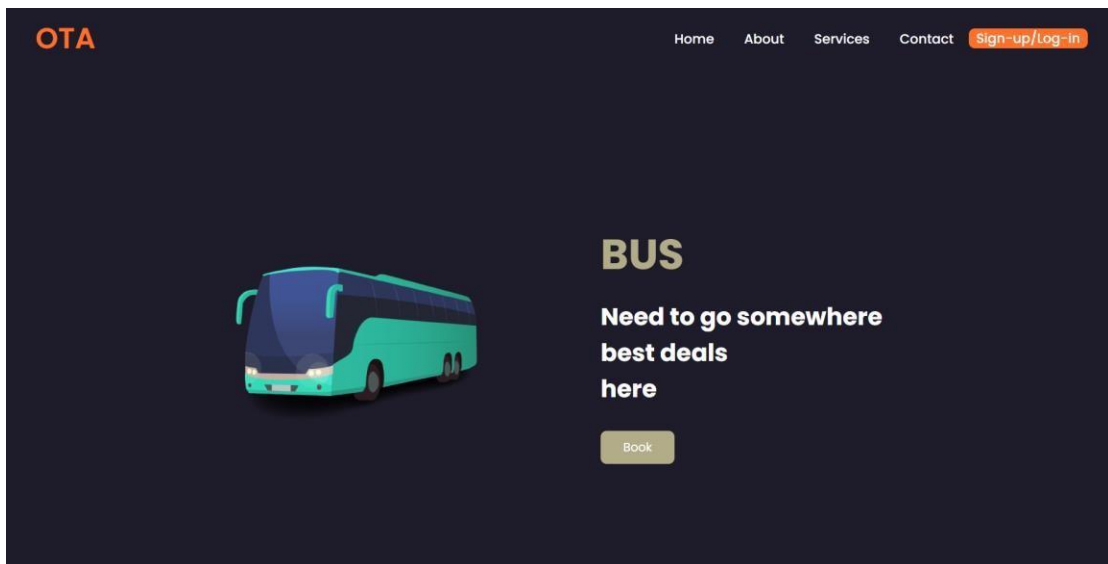 OTA
Home About Services Contact Sign-up/Log-in
BUS
Need to go somewhere
best deals
here
Book